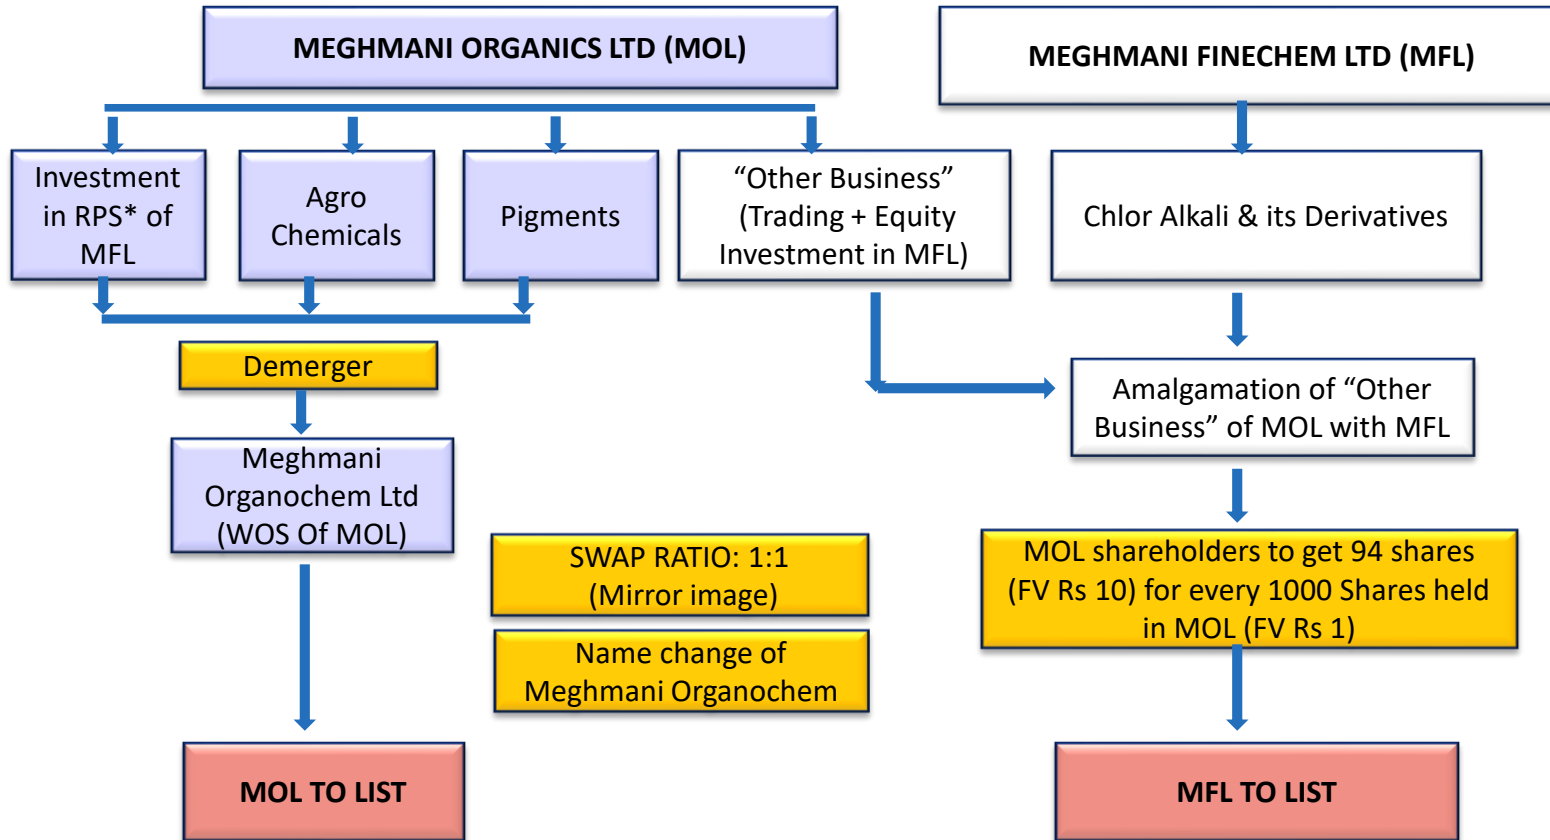 MEGHMANI ORGANICS LTD (MOL)
MEGHMANI FINECHEM LTD (MFL)
Investment
in RPS* of
MFL
Agro
Chemicals
Pigments
“Other Business”
(Trading + Equity
Investment in MFL)
Chlor Alkali & its Derivatives
Demerger
Amalgamation of “Other
Business” of MOL with MFL
Meghmani
Organochem Ltd
(WOS Of MOL)
SWAP RATIO: 1:1
(Mirror image)
Name change of
Meghmani Organochem
MOL shareholders to get 94 shares
(FV Rs 10) for every 1000 Shares held
in MOL (FV Rs 1)
MOL TO LIST
MFL TO LIST